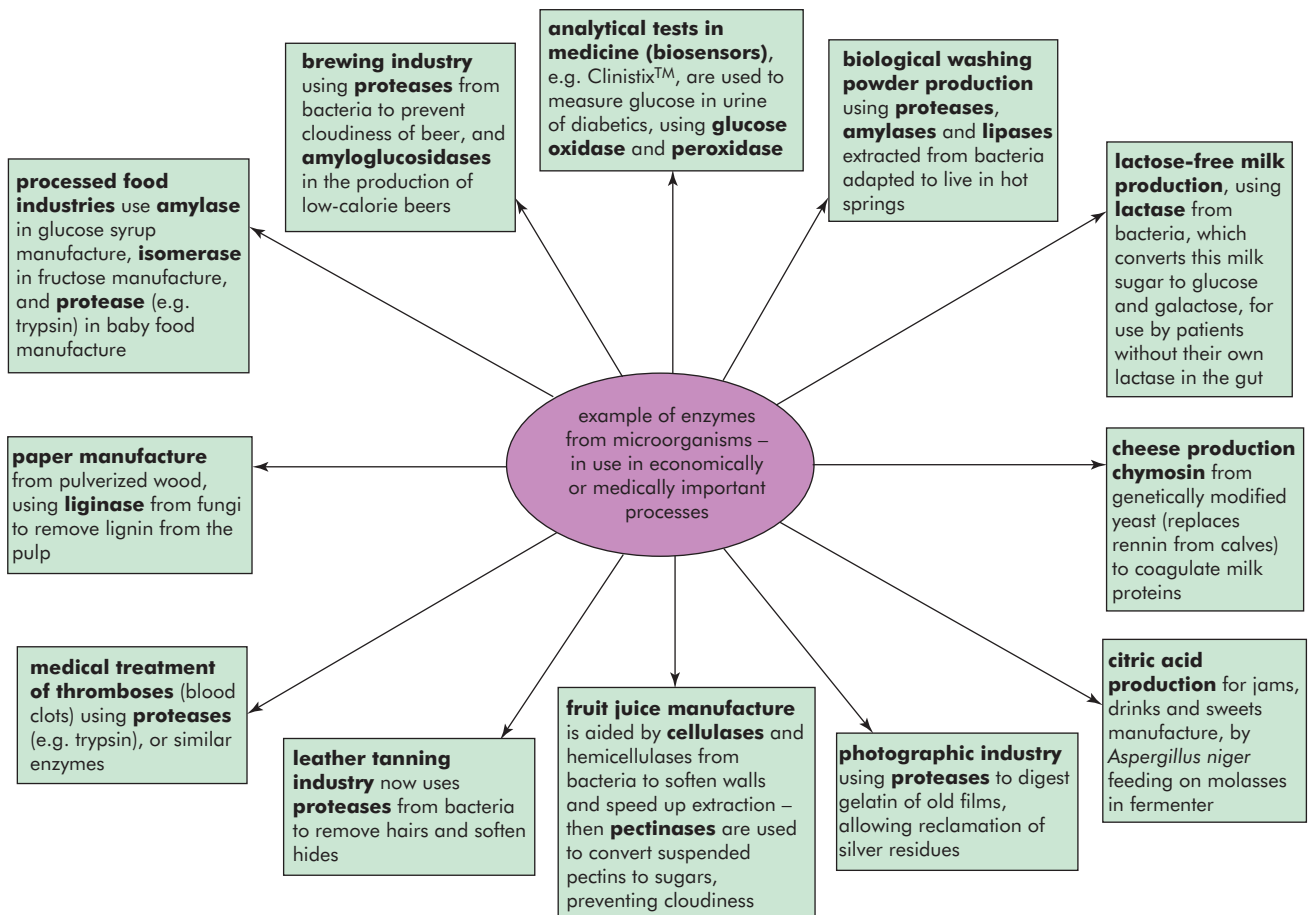 analytical tests in
medicine (biosensors),
e.g. Clinistix™, are used to
measure glucose in urine
of diabetics, using glucose
oxidase and peroxidase
brewing industry
using proteases from
bacteria to prevent
cloudiness of beer, and
amyloglucosidases
in the production of
low-calorie beers
biological washing
powder production
using proteases,
amylases and lipases
extracted from bacteria
adapted to live in hot
springs
processed food
industries use amylase
in glucose syrup
manufacture, isomerase
in fructose manufacture,
and protease (e.g.
trypsin) in baby food
manufacture
lactose-free milk
production, using
lactase from
bacteria, which
converts this milk
sugar to glucose
and galactose, for
use by patients
without their own
lactase in the gut
example of enzymes
from microorganisms –
in use in economically
or medically important
processes
paper manufacture
from pulverized wood,
using liginase from fungi
to remove lignin from the
pulp
cheese production
chymosin from
genetically modified
yeast (replaces
rennin from calves)
to coagulate milk
proteins
medical treatment
of thromboses (blood
clots) using proteases
(e.g. trypsin), or similar
enzymes
leather tanning
industry now uses
proteases from bacteria
to remove hairs and soften
hides
fruit juice manufacture
is aided by cellulases and
hemicellulases from
bacteria to soften walls
and speed up extraction –
then pectinases are used
to convert suspended
pectins to sugars,
preventing cloudiness
photographic industry
using proteases to digest
gelatin of old films,
allowing reclamation of
silver residues
citric acid
production for jams,
drinks and sweets
manufacture, by
Aspergillus niger
feeding on molasses
in fermenter